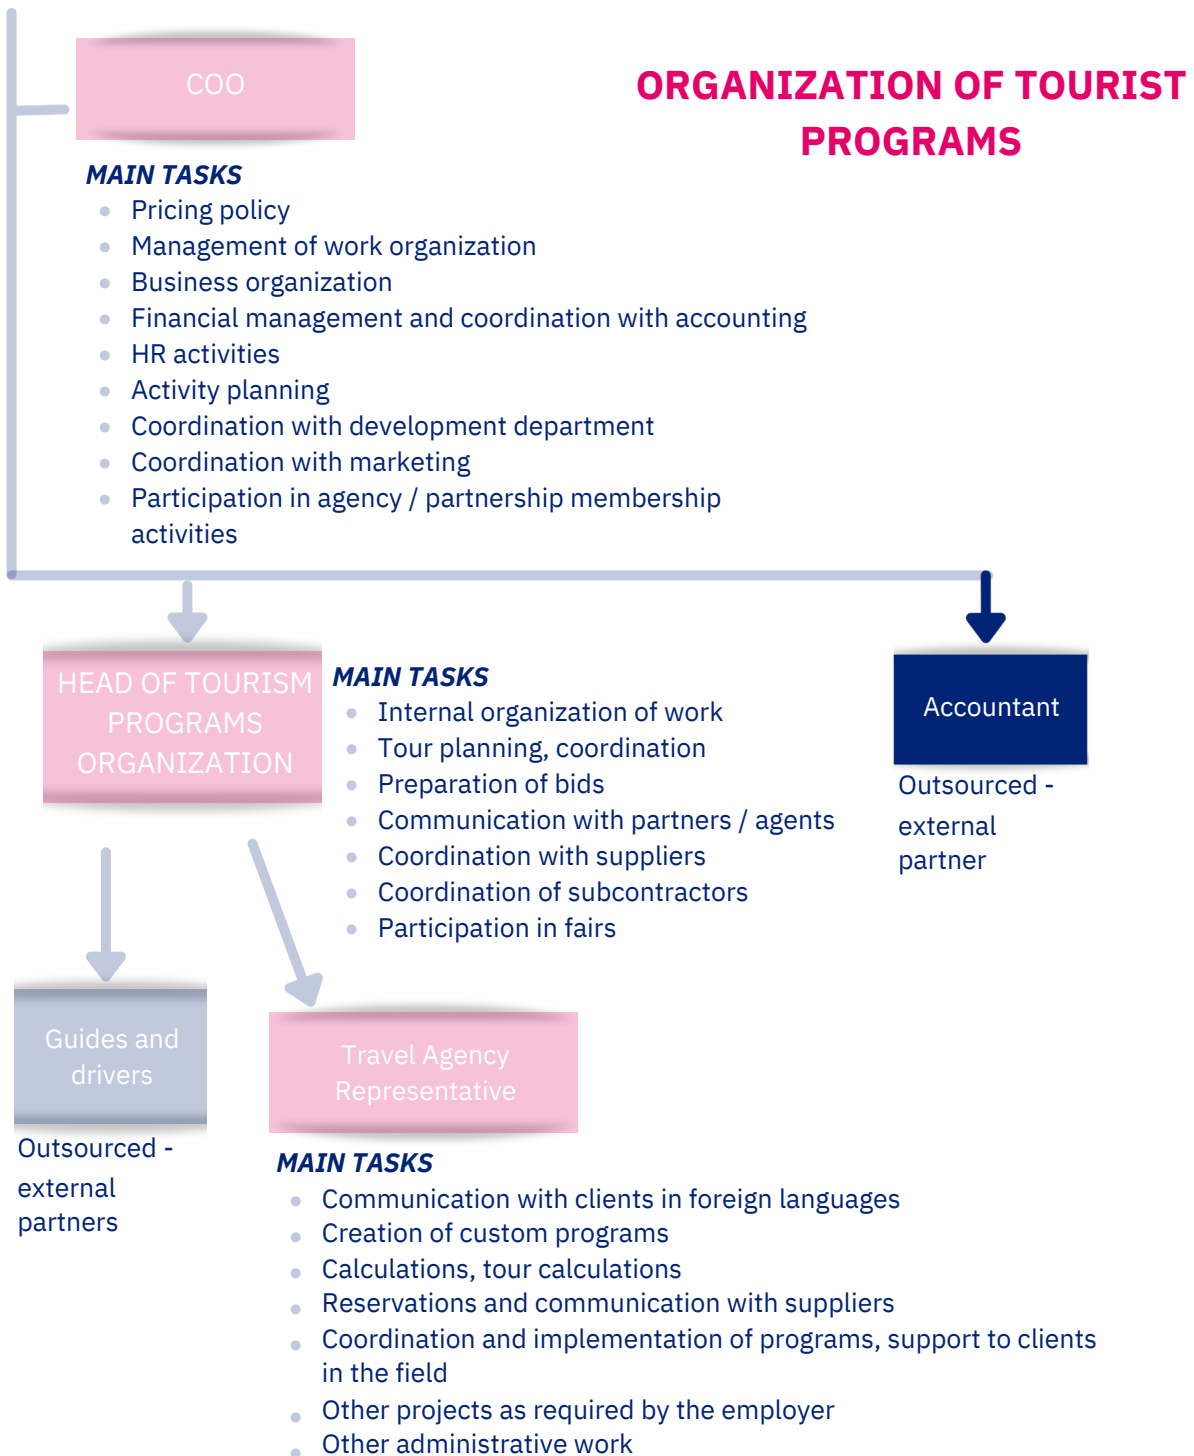 COO
ORGANIZATION OF TOURIST
PROGRAMS
MAIN TASKS
Pricing policy
Management of work organization
Business organization
Financial management and coordination with accounting
HR activities
Activity planning
Coordination with development department
Coordination with marketing
Participation in agency / partnership membership
activities
HEAD OF TOURISM
PROGRAMS
ORGANIZATION
MAIN TASKS
Internal organization of work
Tour planning, coordination
Preparation of bids
Communication with partners / agents
Coordination with suppliers
Coordination of subcontractors
Participation in fairs
Accountant
Outsourced -
external
partner
Guides and
drivers
Outsourced -
external
partners
Travel Agency
Representative
MAIN TASKS
Communication with clients in foreign languages
Creation of custom programs
Calculations, tour calculations
Reservations and communication with suppliers
Coordination and implementation of programs, support to clients
in the field
Other projects as required by the employer
Other administrative work